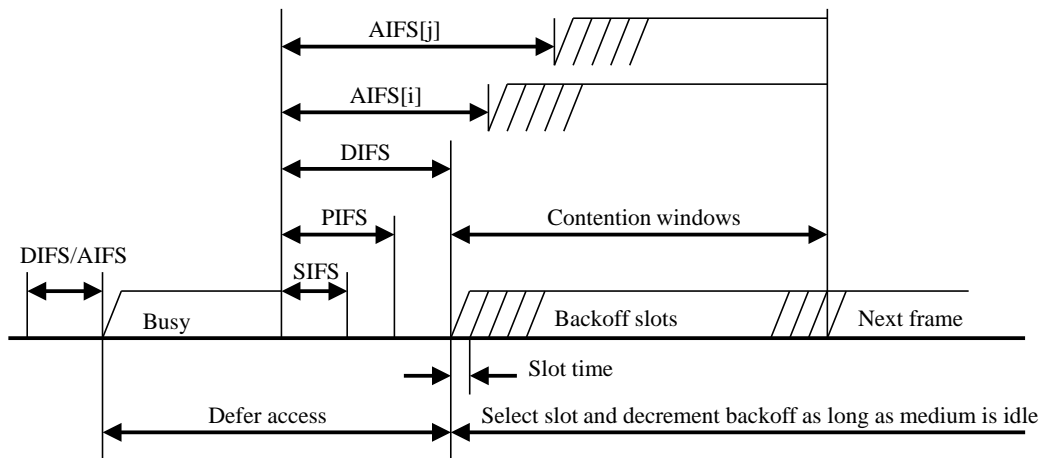 AIFS[j]
AIFS[i]
DIFS
PIFS
Contention windows
DIFS/AIFS
SIFS
Busy
Backoff slots
Next frame
Slot time
Defer access
Select slot and decrement backoff as long as medium is idle